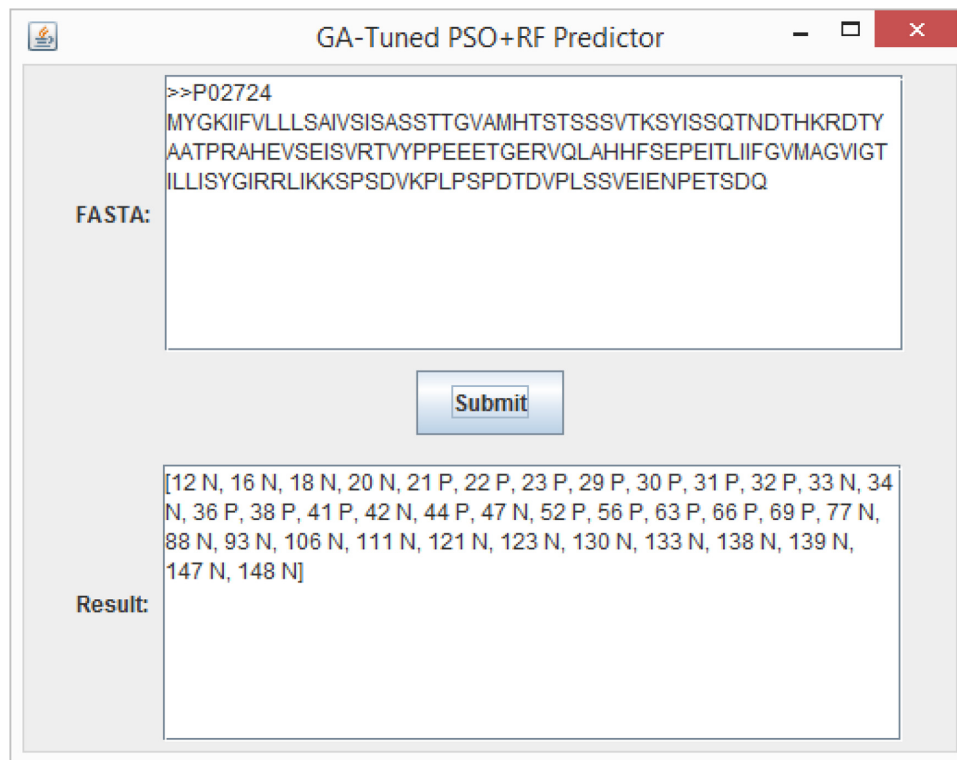 GA-Tuned PSO+RF Predictor
FASTA:
>>P02724
MYGKIIFVLLLSAIVSISASSTTGVAMHTSTSSSVTKSYISSQTNDTHKRDTY
AATPRAHEVSEISVRTVYPPEEETGERVQLAHHFSEPEITLIIFGVMAGVIGT
ILLISYGIRRLIKKSPSDVKPLPSPDTDVPLSSVEIENPETSDQ
Submit
Result:
[12 N, 16 N, 18 N, 20 N, 21 P, 22 P, 23 P, 29 P, 30 P, 31 P, 32 P, 33 N, 34
N, 36 P, 38 P, 41 P, 42 N, 44 P, 47 N, 52 P, 56 P, 63 P, 66 P, 69 P, 77 N,
88 N, 93 N, 106 N, 111 N, 121 N, 123 N, 130 N, 133 N, 138 N, 139 N,
147 N, 148 N]